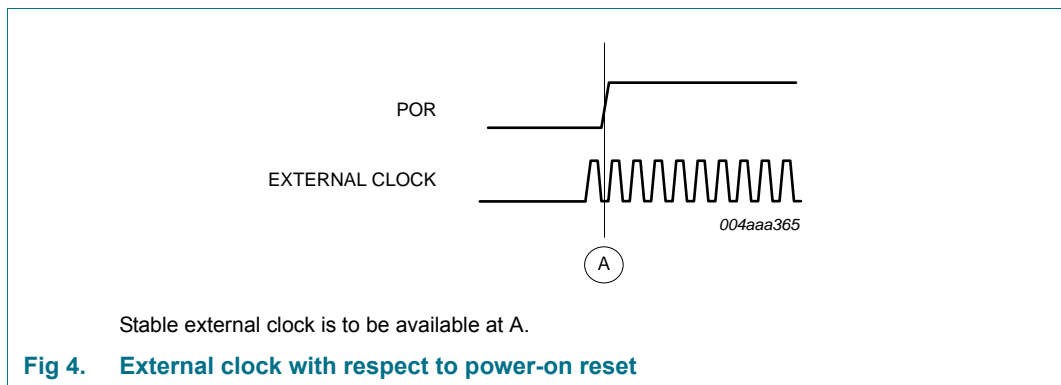 POR
EXTERNAL CLOCK
004aaa365
A
Stable external clock is to be available at A.
Fig 4. External clock with respect to power-on reset